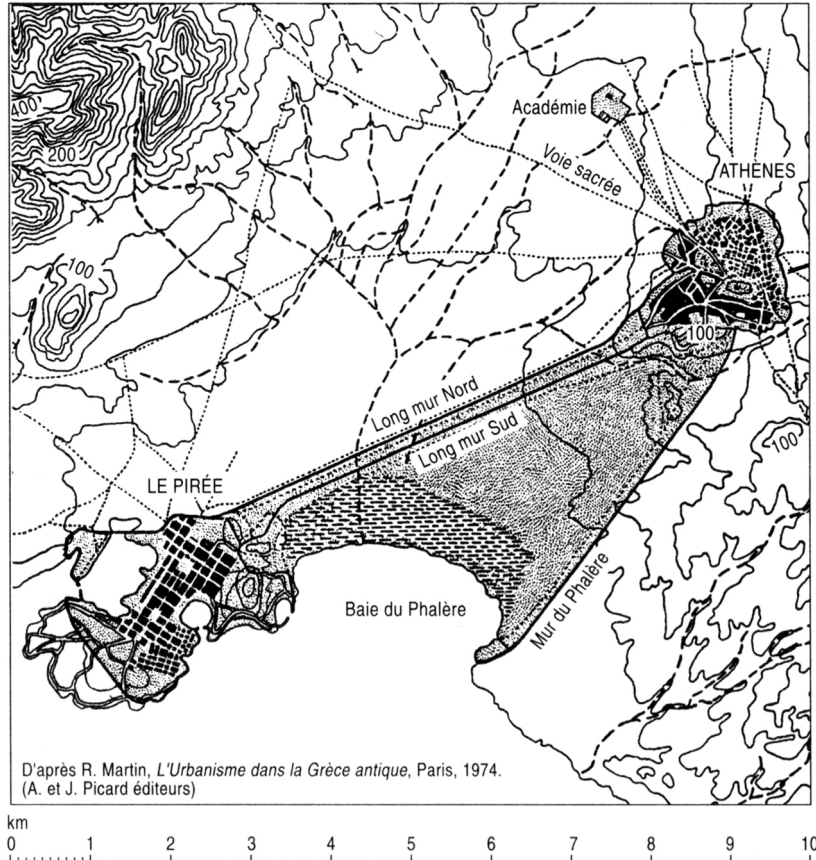 Académie
Voie sacrée
ATHENES
400
200
100
100
100
Long mur Nord
Long mur Sud
LE PIRÉE
Baie du Phalère
Mur du Phalère
D'après R. Martin, L'Urbanisme dans la Grèce antique, Paris, 1974.
(A. et J. Picard éditeurs)
km
0 1 2 3 4 5 6 7 8 9 10